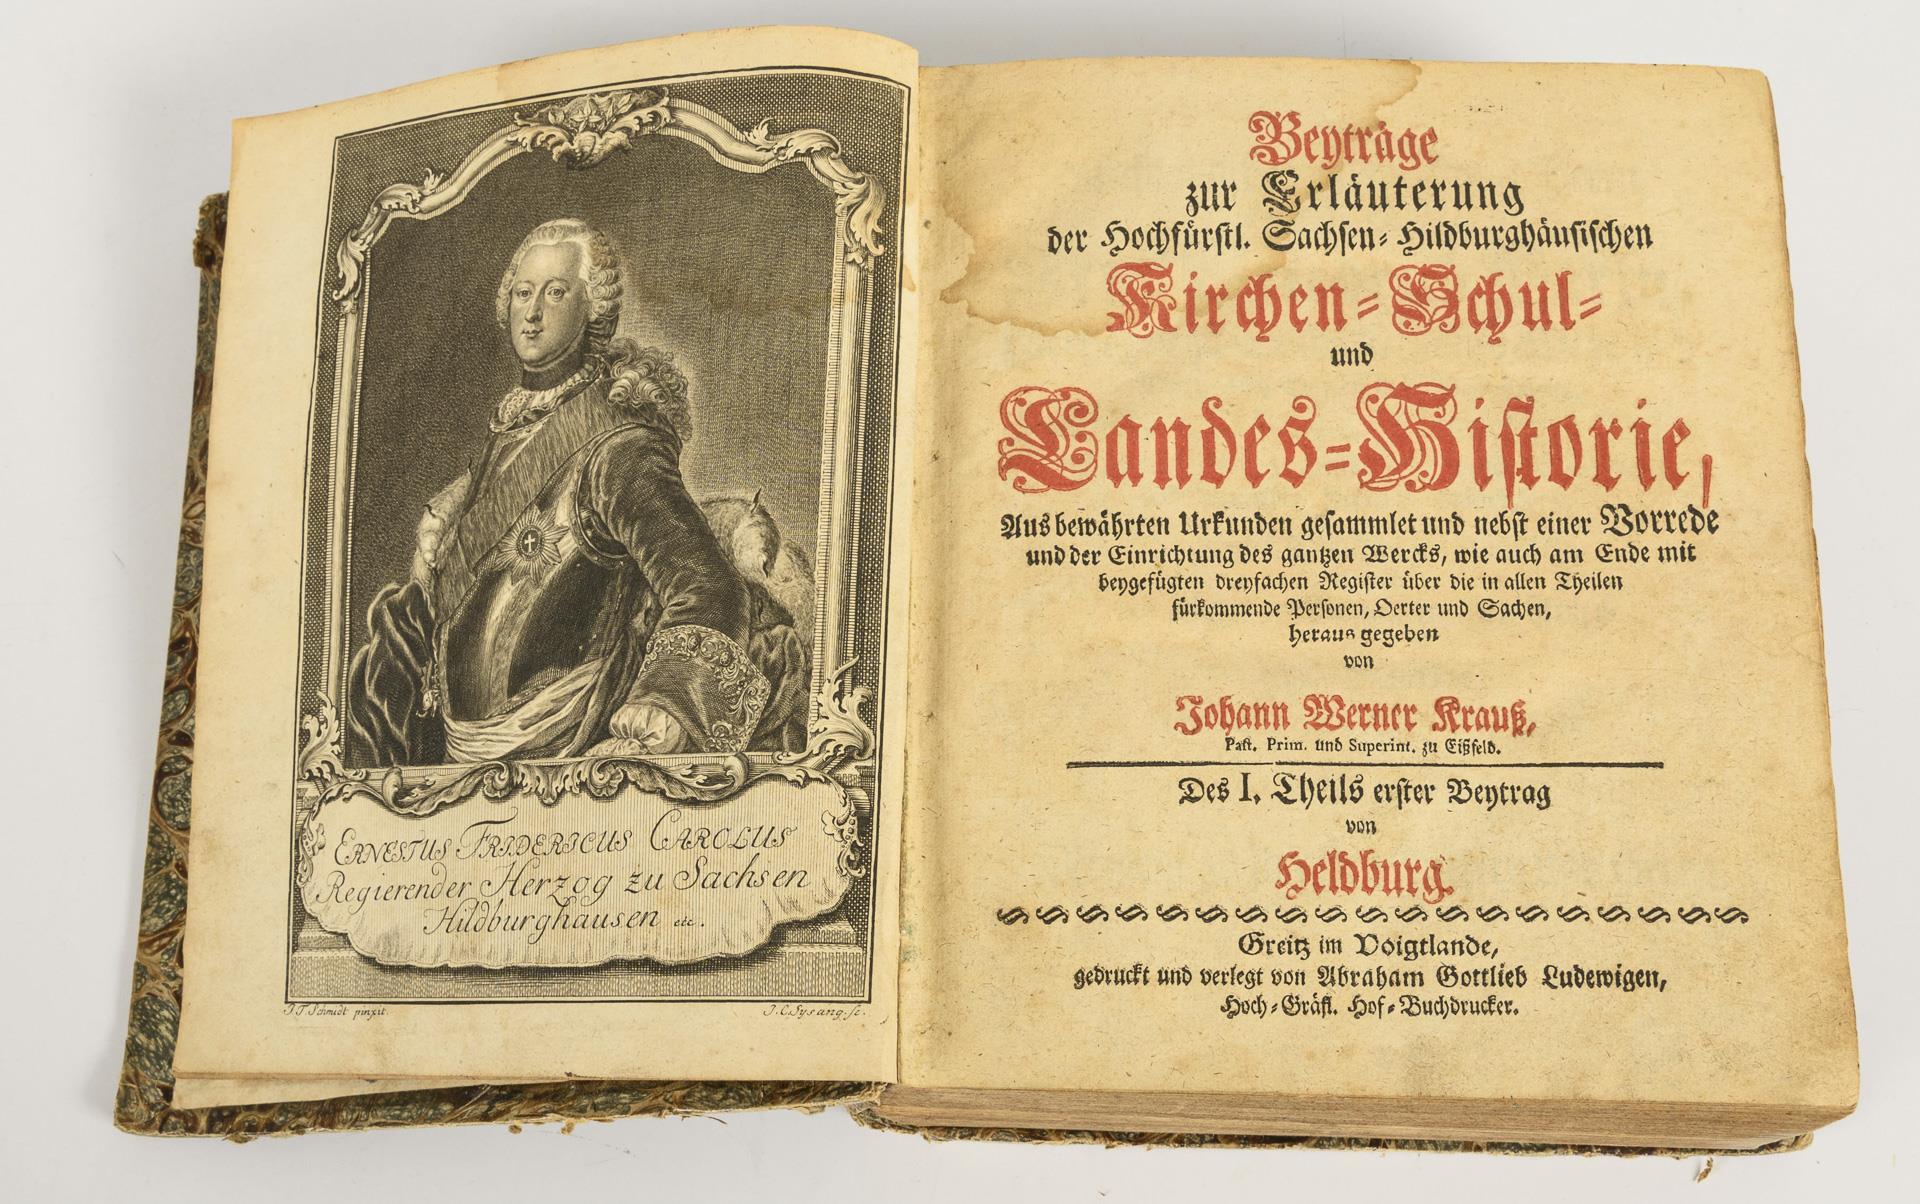 ERNESTUS FRIDERICUS CAROLUS
Regierender Herzog zu Sachsen
Hildburghausen etc.
J. T. Schmidt pinxit.
J. C. Sysang. sc.
Beyträge
zur Erläuterung
der Hochfürstl. Sachsen-Hildburghäusischen
Kirchen-Schul-
und
Landes-Historie,
Aus bewährten Urkunden gesammlet und nebst einer Vorrede
und der Einrichtung des gantzen Wercks, wie auch am Ende mit
beygefügten dreyfachen Register über die in allen Theilen
fürkommende Personen, Oerter und Sachen,
heraus gegeben
von
Johann Werner Krauß,
Past. Prim. und Superint. zu Eißfeld.
Des I. Theils erster Beytrag
von
Heldburg.
Greitz im Voigtlande,
gedruckt und verlegt von Abraham Gottlieb Ludewigen,
Hoch-Gräfl. Hof-Buchdrucker.